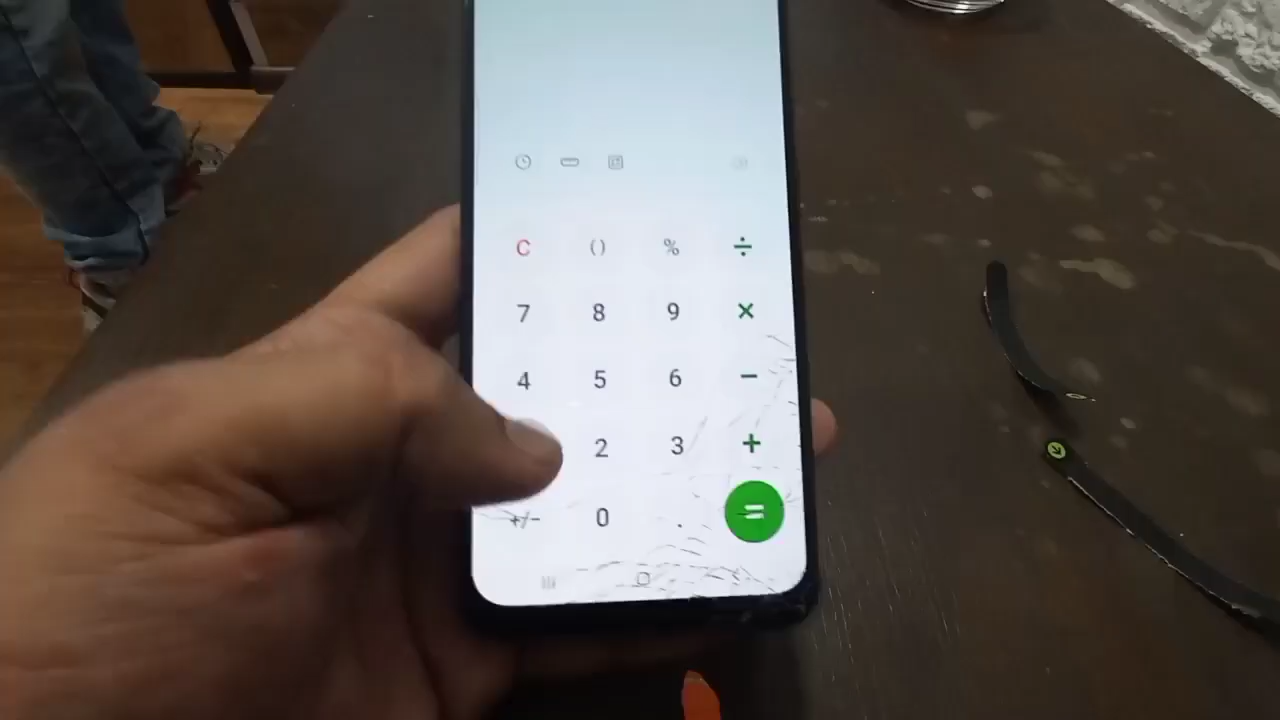 C () % ÷
7 8 9 ×
4 5 6 −
2 3 +
+/- 0 . =